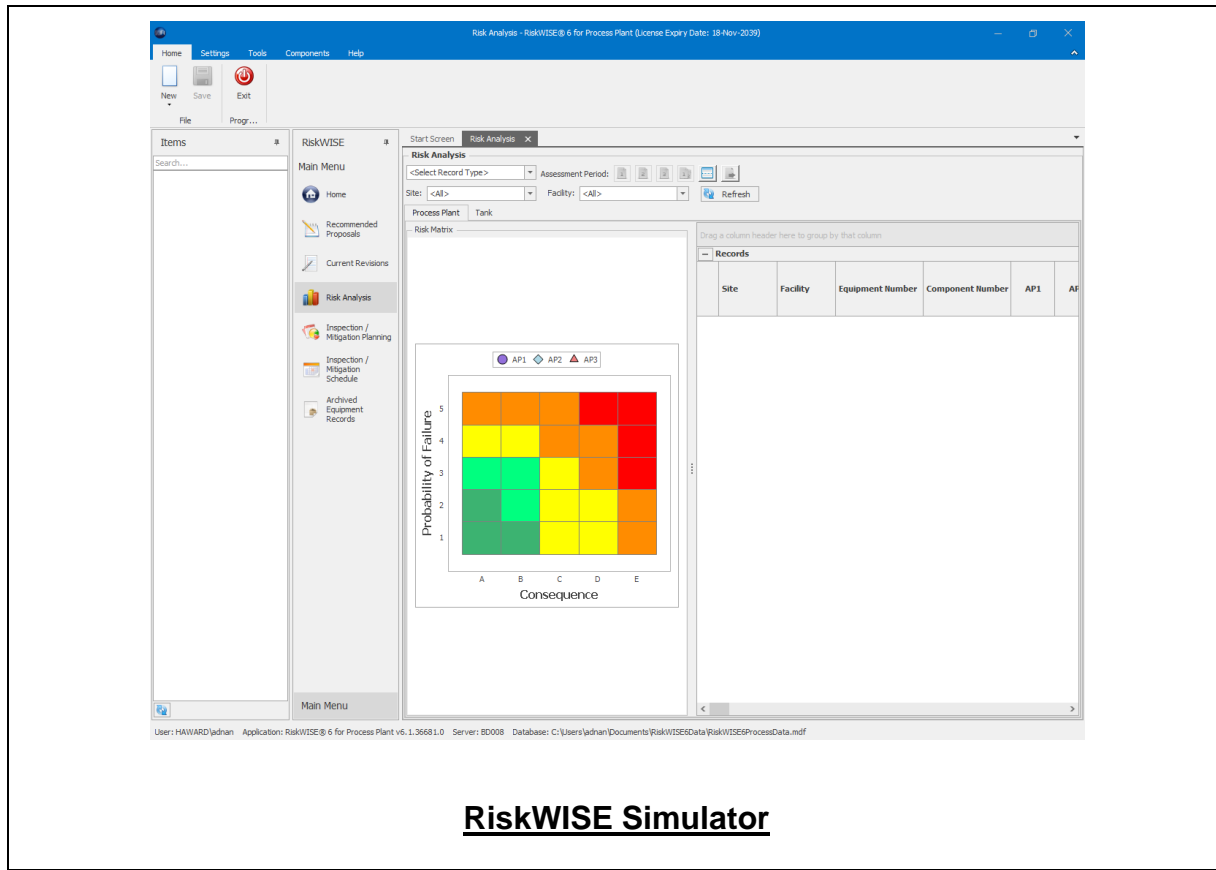 Risk Analysis - RiskWISE® 6 for Process Plant (License Expiry Date: 18-Nov-2039)
Home Settings Tools Components Help
New Save Exit
File Progr...
Items
Search...
RiskWISE
Main Menu
Home
Recommended
Proposals
Current Revisions
Risk Analysis
Inspection /
Mitigation Planning
Inspection /
Mitigation
Schedule
Archived
Equipment
Records
Main Menu
Start Screen Risk Analysis
Risk Analysis
<Select Record Type> Assessment Period:
Site: <All> Facility: <All> Refresh
Process Plant Tank
Risk Matrix
AP1 AP2 AP3
Probability of Failure
5
4
3
2
1
A B C D E
Consequence
Drag a column header here to group by that column
Records
Site Facility Equipment Number Component Number AP1 AP
User: HAWARD\adnan Application: RiskWISE® 6 for Process Plant v6.1.36681.0 Server: BD008 Database: C:\Users\adnan\Documents\RiskWISE6Data\RiskWISE6ProcessData.mdf
RiskWISE Simulator